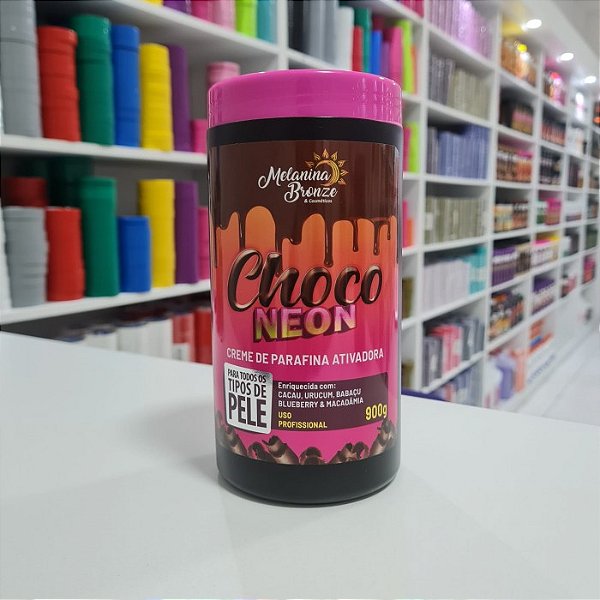 Melanina
Bronze
& Cosméticos
Choco
NEON
CREME DE PARAFINA ATIVADORA
PARA TODOS OS
TIPOS DE
PELE
Enriquecida com:
CACAU, URUCUM, BABAÇU
BLUEBERRY & MACADÂMIA
USO
PROFISSIONAL
900g